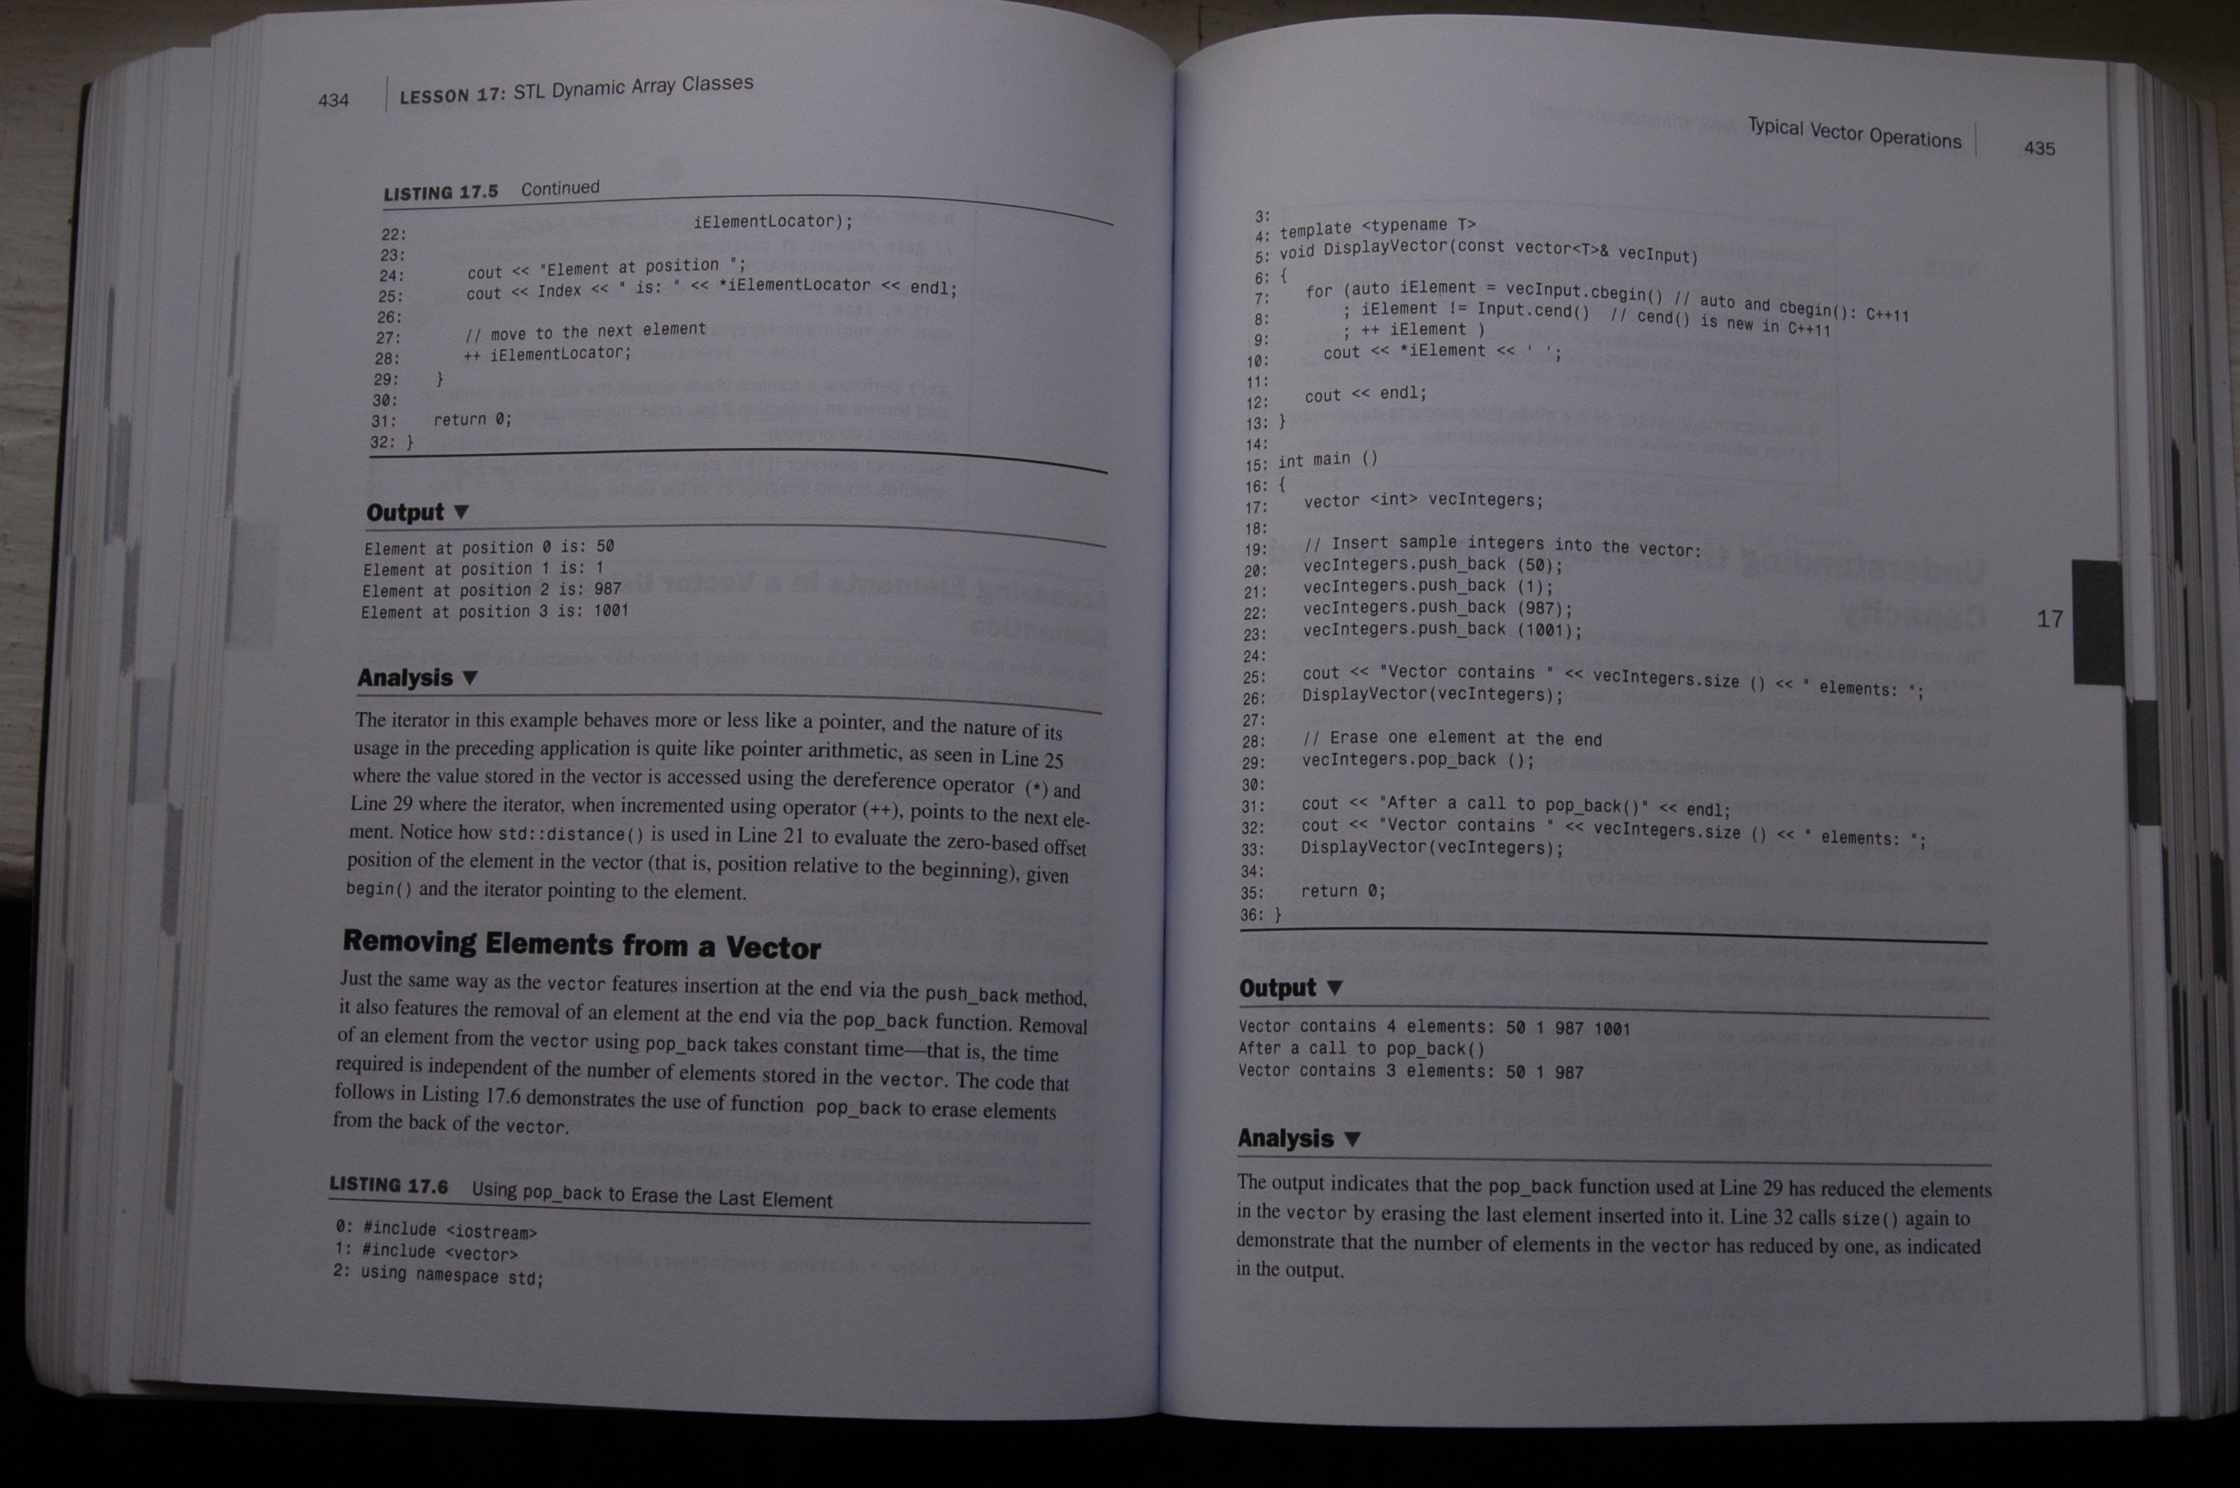 434 LESSON 17: STL Dynamic Array Classes
LISTING 17.5 Continued
22: iElementLocator);
23:
24: cout << "Element at position ";
25: cout << Index << " is: " << *iElementLocator << endl;
26:
27: // move to the next element
28: ++ iElementLocator;
29: }
30:
31: return 0;
32: }
Output ▼
Element at position 0 is: 50
Element at position 1 is: 1
Element at position 2 is: 987
Element at position 3 is: 1001
Analysis ▼
The iterator in this example behaves more or less like a pointer, and the nature of its
usage in the preceding application is quite like pointer arithmetic, as seen in Line 25
where the value stored in the vector is accessed using the dereference operator (*) and
Line 29 where the iterator, when incremented using operator (++), points to the next ele-
ment. Notice how std::distance() is used in Line 21 to evaluate the zero-based offset
position of the element in the vector (that is, position relative to the beginning), given
begin() and the iterator pointing to the element.
Removing Elements from a Vector
Just the same way as the vector features insertion at the end via the push_back method,
it also features the removal of an element at the end via the pop_back function. Removal
of an element from the vector using pop_back takes constant time—that is, the time
required is independent of the number of elements stored in the vector. The code that
follows in Listing 17.6 demonstrates the use of function pop_back to erase elements
from the back of the vector.
LISTING 17.6 Using pop_back to Erase the Last Element
0: #include <iostream>
1: #include <vector>
2: using namespace std;
Typical Vector Operations 435
3:
4: template <typename T>
5: void DisplayVector(const vector<T>& vecInput)
6: {
7: for (auto iElement = vecInput.cbegin() // auto and cbegin(): C++11
8: ; iElement != Input.cend() // cend() is new in C++11
9: ; ++ iElement )
10: cout << *iElement << ' ';
11:
12: cout << endl;
13: }
14:
15: int main ()
16: {
17: vector <int> vecIntegers;
18:
19: // Insert sample integers into the vector:
20: vecIntegers.push_back (50);
21: vecIntegers.push_back (1);
22: vecIntegers.push_back (987);
23: vecIntegers.push_back (1001);
24:
25: cout << "Vector contains " << vecIntegers.size () << " elements: ";
26: DisplayVector(vecIntegers);
27:
28: // Erase one element at the end
29: vecIntegers.pop_back ();
30:
31: cout << "After a call to pop_back()" << endl;
32: cout << "Vector contains " << vecIntegers.size () << " elements: ";
33: DisplayVector(vecIntegers);
34:
35: return 0;
36: }
17
Output ▼
Vector contains 4 elements: 50 1 987 1001
After a call to pop_back()
Vector contains 3 elements: 50 1 987
Analysis ▼
The output indicates that the pop_back function used at Line 29 has reduced the elements
in the vector by erasing the last element inserted into it. Line 32 calls size() again to
demonstrate that the number of elements in the vector has reduced by one, as indicated
in the output.